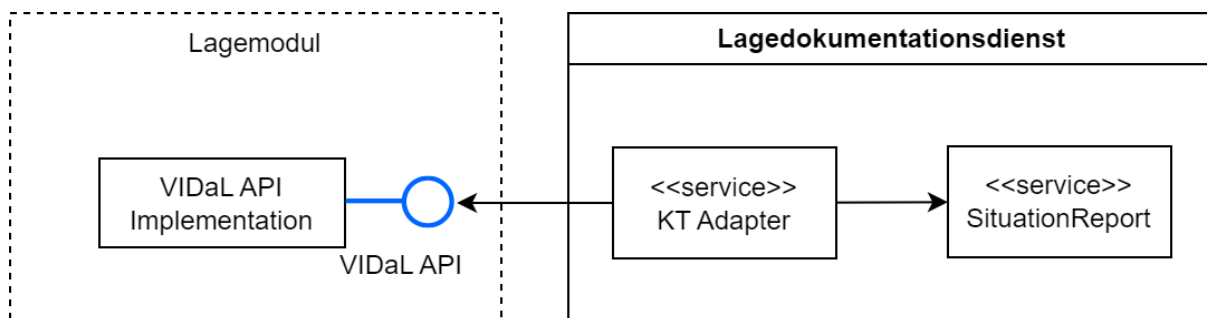 Lagemodul
VIDaL API
Implementation
VIDaL API
Lagedokumentationsdienst
<<service>>
KT Adapter
<<service>>
SituationReport